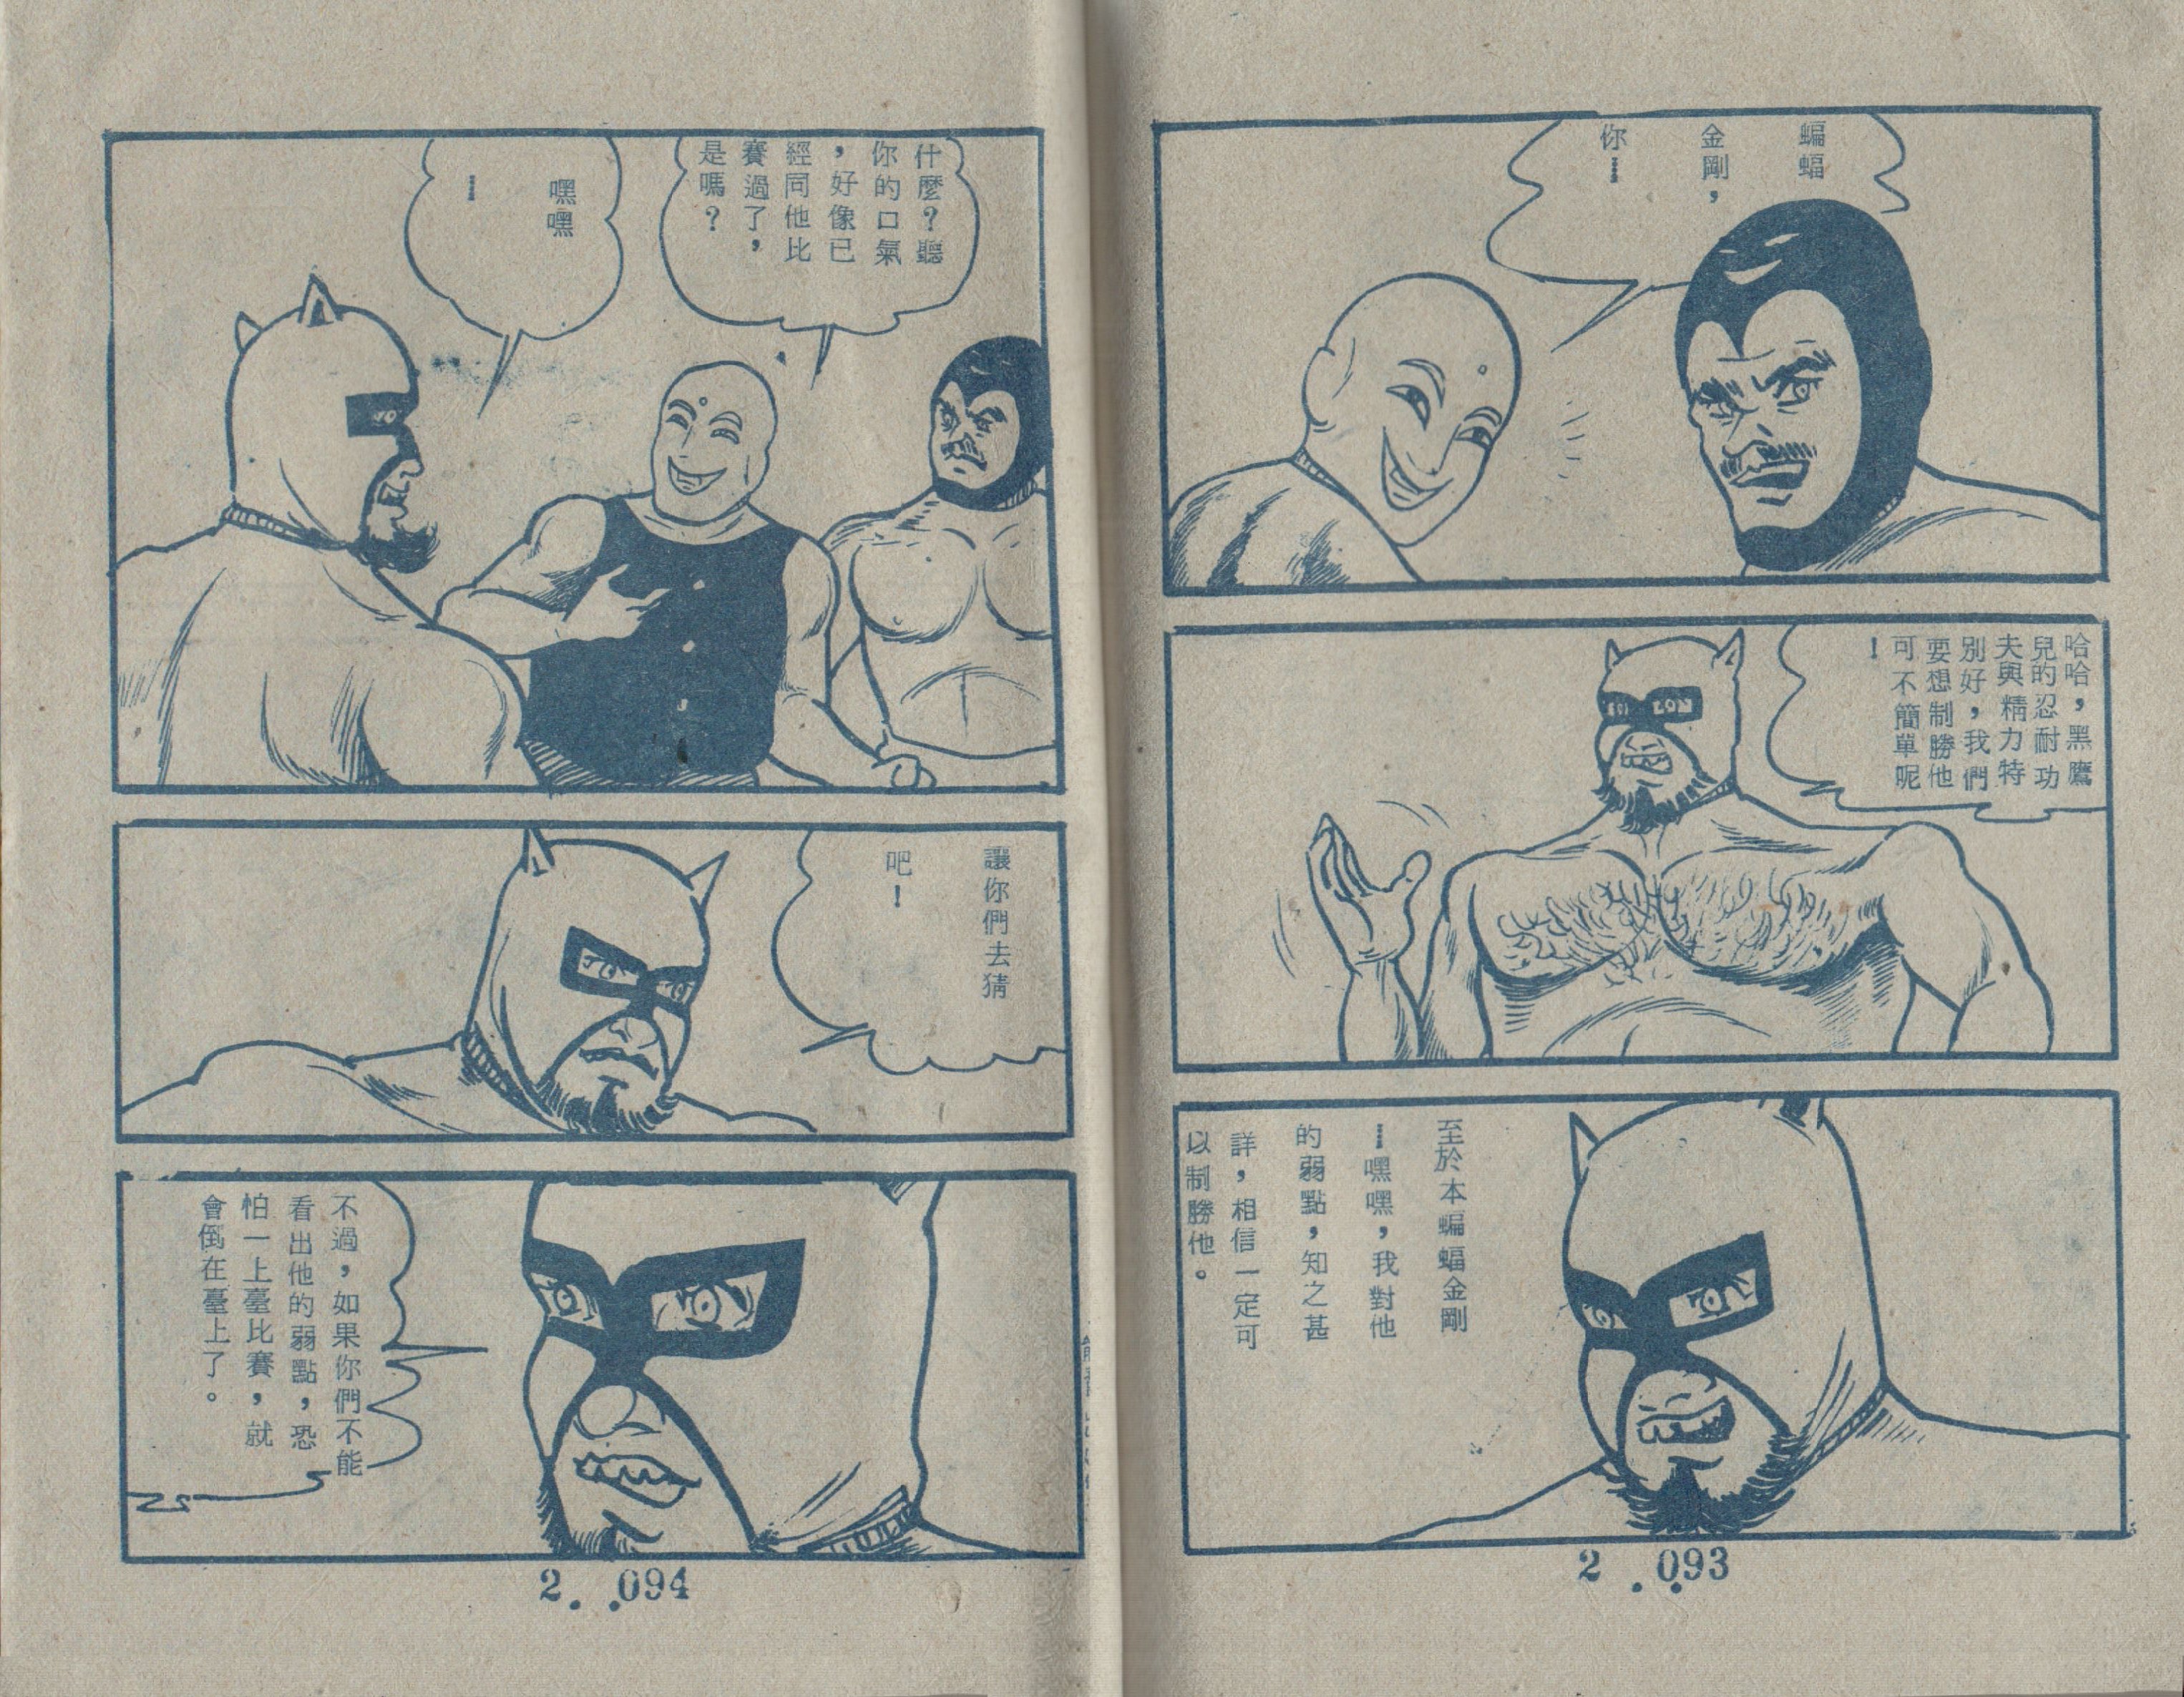 蝙蝠
金剛，
你┅
哈哈，黑鷹
兒的忍耐功
夫與精力特
別好，我們
要想制勝他
可不簡單呢
！
至於本蝙蝠金剛
┅嘿嘿，我對他
的弱點，知之甚
詳，相信一定可
以制勝他。
2..093
什麼？聽
你的口氣
，好像已
經同他比
賽過了，
是嗎？
嘿嘿
┅
讓你們去猜
吧！
不過，如果你們不能
看出他的弱點，恐
怕一上臺比賽，就
會倒在臺上了。
2..094